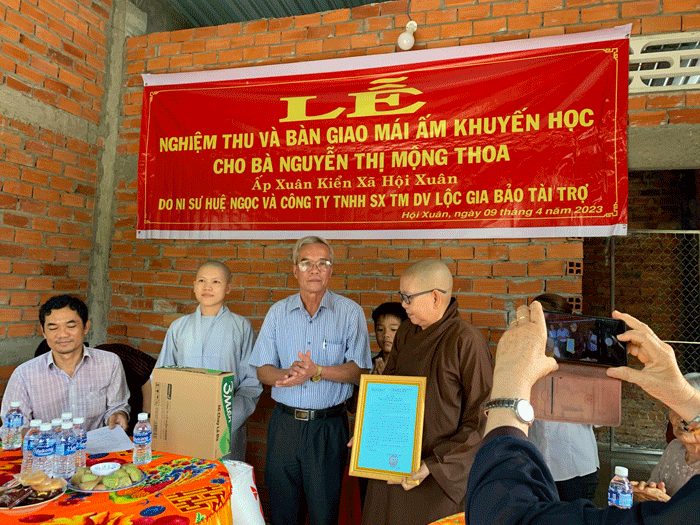 LỄ
NGHIỆM THU VÀ BÀN GIAO MÁI ẤM KHUYẾN HỌC
CHO BÀ NGUYỄN THỊ MỘNG THOA
Ấp Xuân Kiển Xã Hội Xuân
DO NI SƯ HUỆ NGỌC VÀ CÔNG TY TNHH SX TM DV LỘC GIA BẢO TÀI TRỢ
Hội Xuân, ngày 09 tháng 4 năm 2023